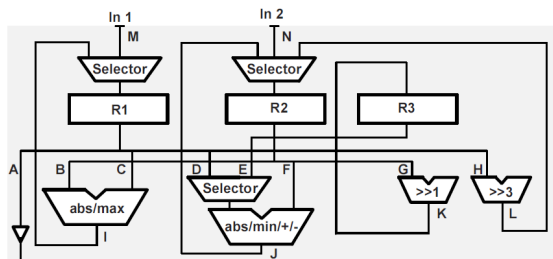 In 1 In 2
M N
Selector Selector
R1 R2 R3
A B C D E F G H
abs/max Selector >>1 >>3
abs/min/+/-
I J K L